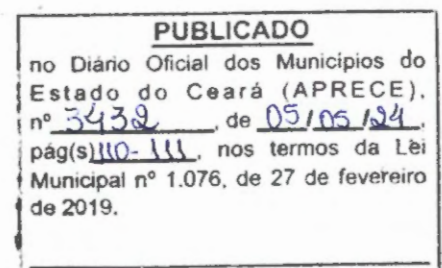 PUBLICADO
no Diário Oficial dos Municípios do
Estado do Ceará (APRECE),
nº 3432, de 05/05/24,
pág(s) 110-111, nos termos da Lei
Municipal nº 1.076, de 27 de fevereiro
de 2019.